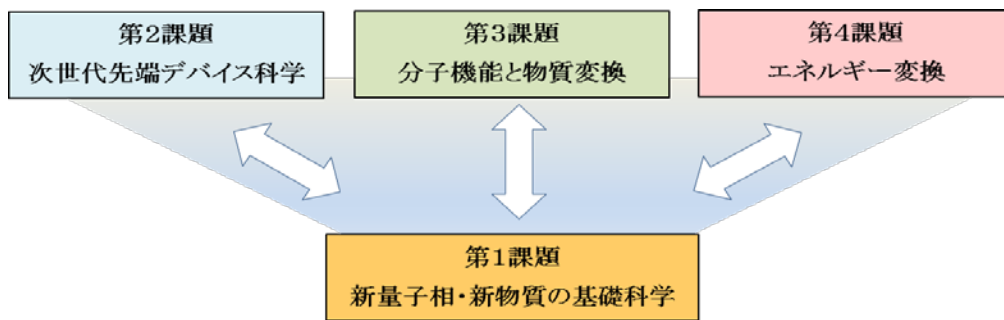 第2課題
次世代先端デバイス科学
第3課題
分子機能と物質変換
第4課題
エネルギー変換
第1課題
新量子相・新物質の基礎科学